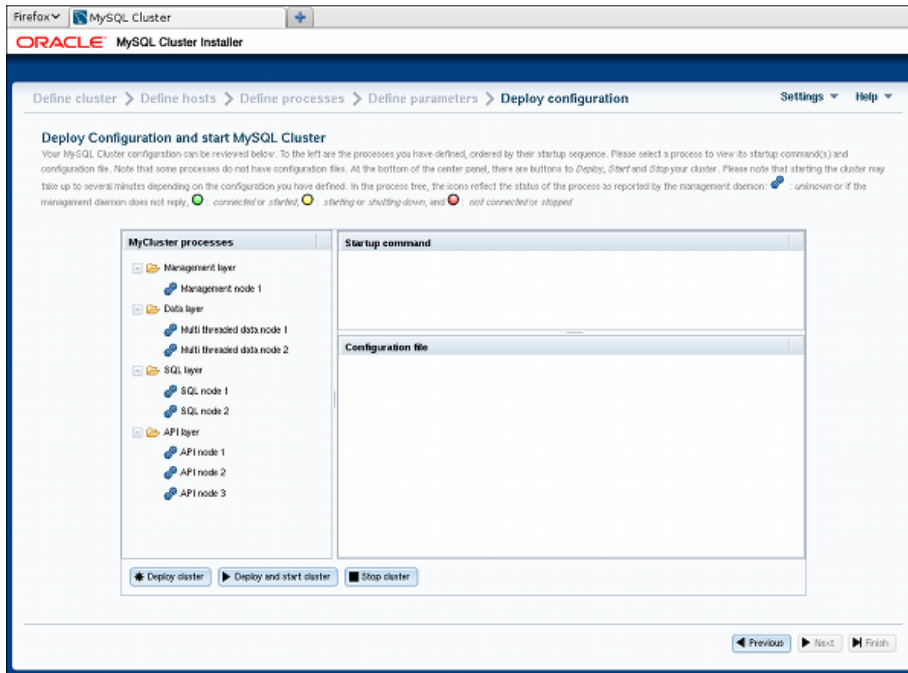 Firefox MySQL Cluster
ORACLE MySQL Cluster Installer
Define cluster Define hosts Define processes Define parameters Deploy configuration Settings Help
Deploy Configuration and start MySQL Cluster
Your MySQL Cluster configuration can be reviewed below. To the left are the processes you have defined, ordered by their startup sequence. Please select a process to view its startup command(s) and
configuration file. Note that some processes do not have configuration files. At the bottom of the center panel, there are buttons to Deploy, Start and Stop your cluster. Please note that starting the cluster may
take up to several minutes depending on the configuration you have defined. In the process tree, the icons reflect the status of the process as reported by the management daemon: : unknown or if the
management daemon does not reply, : connected or started, : starting or shutting down, and : not connected or stopped
MyCluster processes
Startup command
Management layer
Management node 1
Data layer
Multi threaded data node 1
Multi threaded data node 2
Configuration file
SQL layer
SQL node 1
SQL node 2
API layer
API node 1
API node 2
API node 3
Deploy cluster Deploy and start cluster Stop cluster
Previous Next Finish